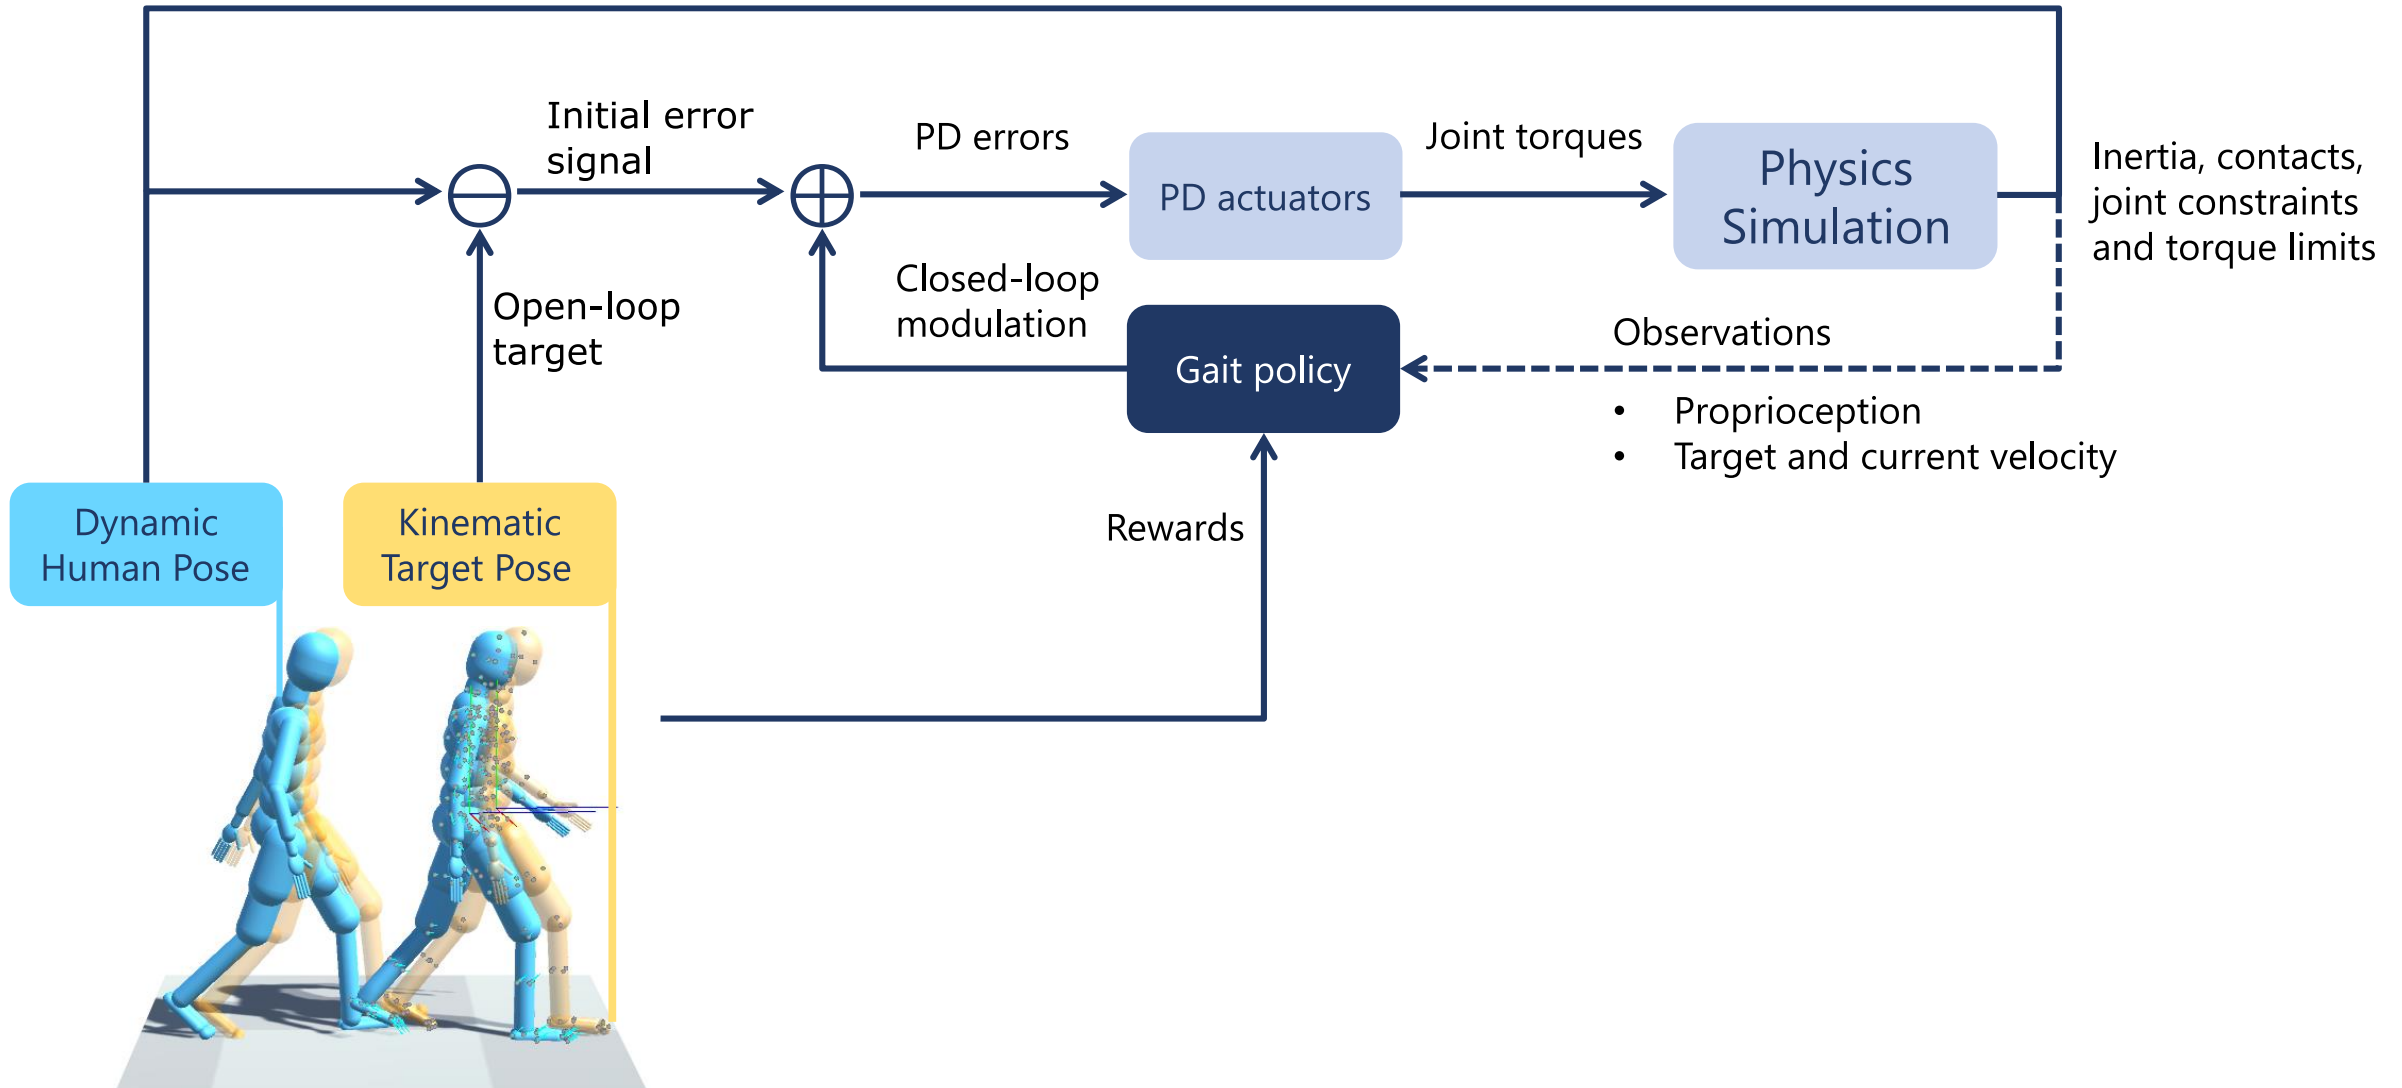 Initial error
signal
PD errors
Joint torques
PD actuators
Physics
Simulation
Inertia, contacts,
joint constraints
and torque limits
Open-loop
target
Closed-loop
modulation
Gait policy
Observations
• Proprioception
• Target and current velocity
Dynamic
Human Pose
Kinematic
Target Pose
Rewards